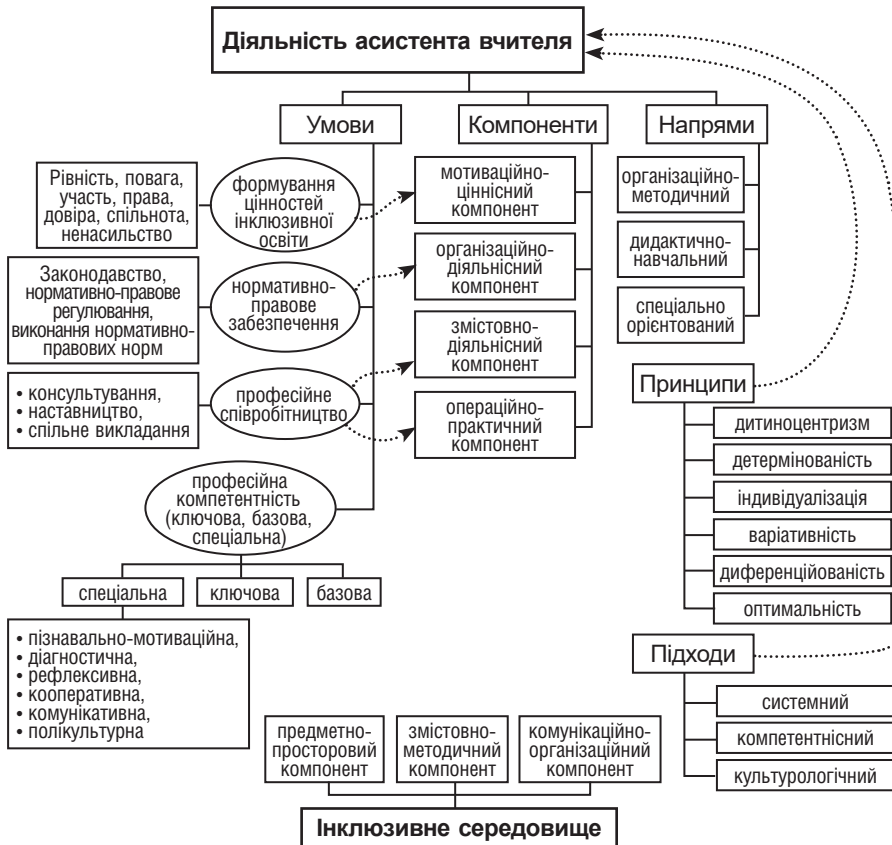 Діяльність асистента вчителя
Умови
Компоненти
Напрями
Рівність, повага,
участь, права,
довіра, спільнота,
ненасильство
формування
цінностей
інклюзивної
освіти
мотиваційно-
ціннісний
компонент
організаційно-
методичний
Законодавство,
нормативно-правове
регулювання,
виконання нормативно-
правових норм
нормативно-
правове
забезпечення
організаційно-
діяльнісний
компонент
дидактично-
навчальний
змістовно-
діяльнісний
компонент
спеціально
орієнтований
• консультування,
• наставництво,
• спільне викладання
професійне
співробітництво
операційно-
практичний
компонент
Принципи
дитиноцентризм
детермінованість
індивідуалізація
варіативність
диференційованість
оптимальність
професійна
компетентність
(ключова, базова,
спеціальна)
спеціальна
ключова
базова
• пізнавально-мотиваційна,
• діагностична,
• рефлексивна,
• кооперативна,
• комунікативна,
• полікультурна
Підходи
системний
компетентнісний
культурологічний
предметно-
просторовий
компонент
змістовно-
методичний
компонент
комунікаційно-
організаційний
компонент
Інклюзивне середовище